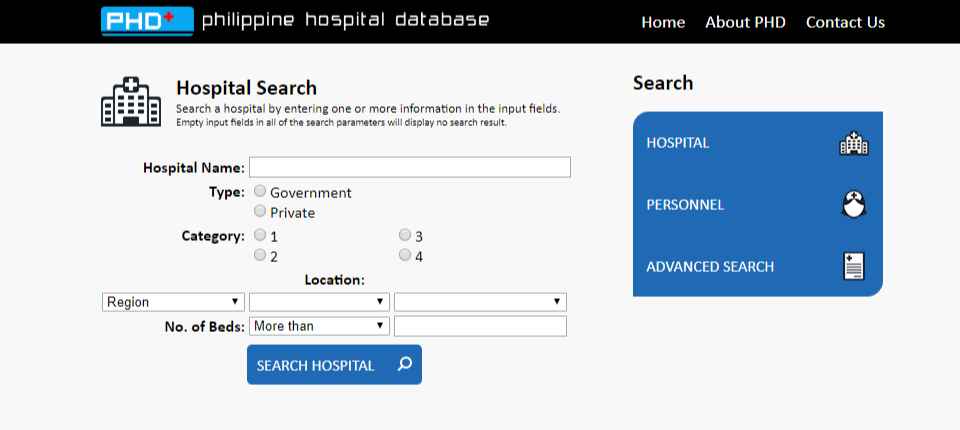 PHD+ philippine hospital database Home About PHD Contact Us
Hospital Search
Search a hospital by entering one or more information in the input fields.
Empty input fields in all of the search parameters will display no search result.
Hospital Name:
Type: Government
Private
Category: 1 3
2 4
Location:
Region
No. of Beds: More than
SEARCH HOSPITAL
Search
HOSPITAL
PERSONNEL
ADVANCED SEARCH